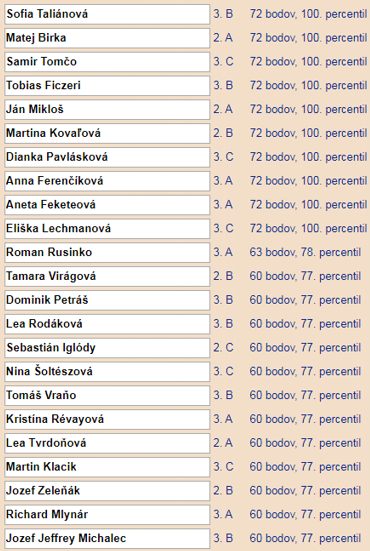 Sofia Taliánová 3. B 72 bodov, 100. percentil
Matej Birka 2. A 72 bodov, 100. percentil
Samir Tomčo 3. C 72 bodov, 100. percentil
Tobias Ficzeri 3. B 72 bodov, 100. percentil
Ján Mikloš 2. A 72 bodov, 100. percentil
Martina Kovaľová 2. B 72 bodov, 100. percentil
Dianka Pavlásková 3. C 72 bodov, 100. percentil
Anna Ferenčíková 3. A 72 bodov, 100. percentil
Aneta Feketeová 3. A 72 bodov, 100. percentil
Eliška Lechmanová 3. C 72 bodov, 100. percentil
Roman Rusinko 3. A 63 bodov, 78. percentil
Tamara Virágová 2. B 60 bodov, 77. percentil
Dominik Petráš 3. B 60 bodov, 77. percentil
Lea Rodáková 3. B 60 bodov, 77. percentil
Sebastián Iglódy 2. C 60 bodov, 77. percentil
Nina Šoltészová 3. C 60 bodov, 77. percentil
Tomáš Vraňo 3. B 60 bodov, 77. percentil
Kristína Révayová 3. A 60 bodov, 77. percentil
Lea Tvrdoňová 2. A 60 bodov, 77. percentil
Martin Klacik 3. C 60 bodov, 77. percentil
Jozef Zeleňák 2. B 60 bodov, 77. percentil
Richard Mlynár 3. A 60 bodov, 77. percentil
Jozef Jeffrey Michalec 3. B 60 bodov, 77. percentil